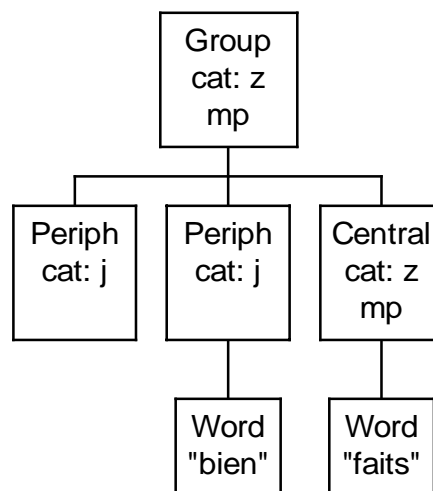 Group
cat: z
mp
Periph
cat: j
Periph
cat: j
Central
cat: z
mp
Word
"bien"
Word
"faits"